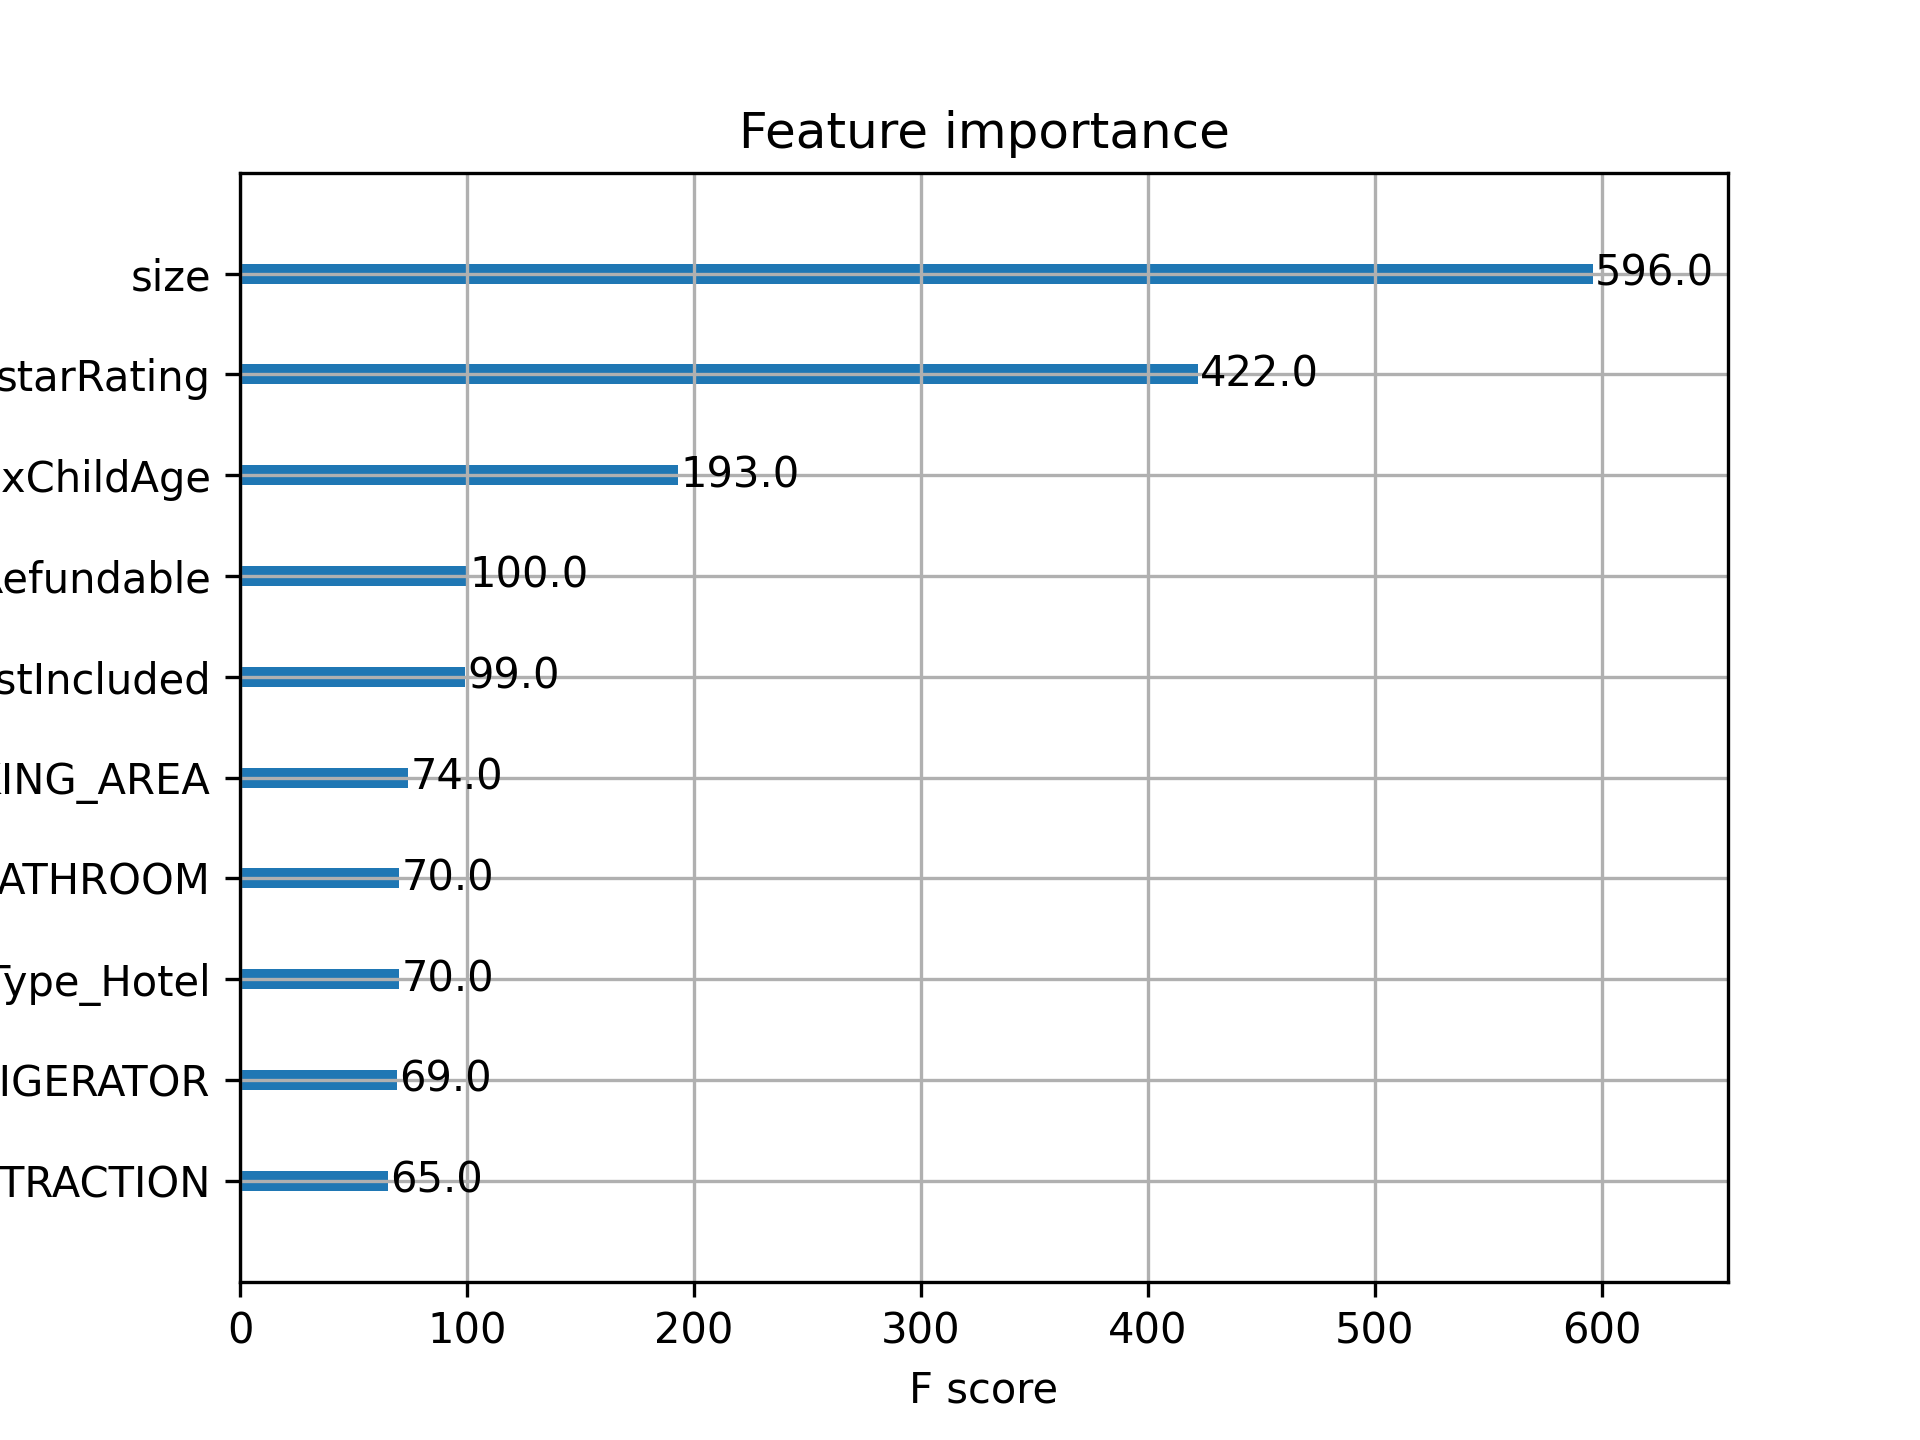 Feature importance
size 596.0
starRating 422.0
xChildAge 193.0
efundable 100.0
stIncluded 99.0
ING_AREA 74.0
ATHROOM 70.0
ype_Hotel 70.0
IGERATOR 69.0
TRACTION 65.0
0 100 200 300 400 500 600
F score